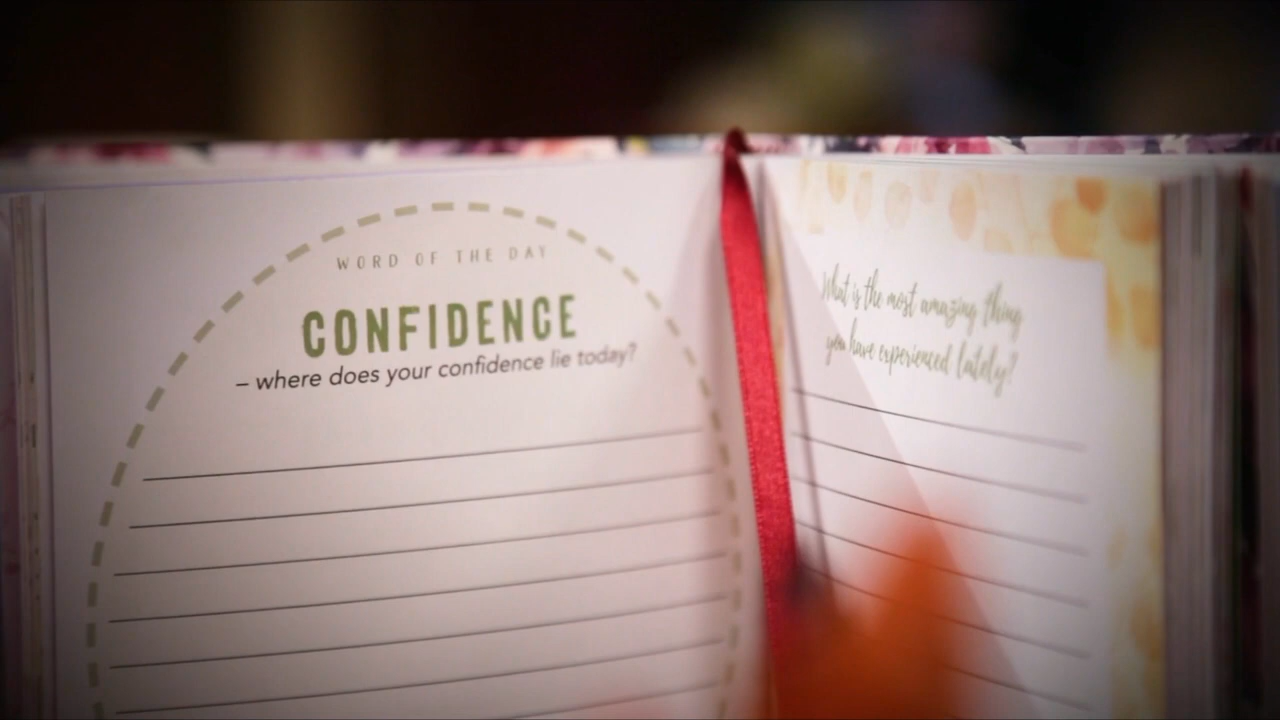 WORD OF THE DAY
CONFIDENCE
– where does your confidence lie today?
What is the most amazing thing
you have experienced lately?